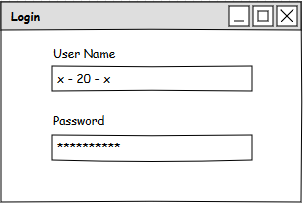 Login
User Name
x - 20 - x
Password
**********